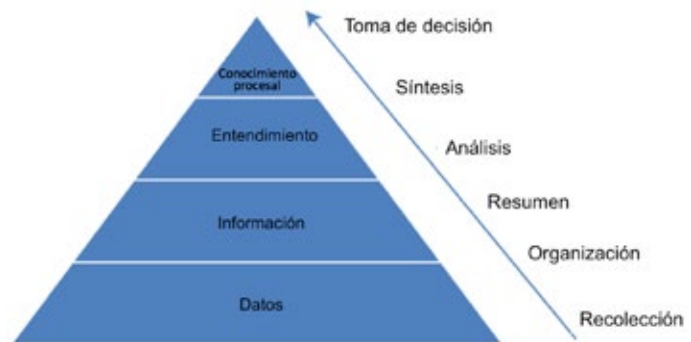 Toma de decisión
Conocimiento
procesal
Síntesis
Entendimiento
Análisis
Resumen
Información
Organización
Datos
Recolección